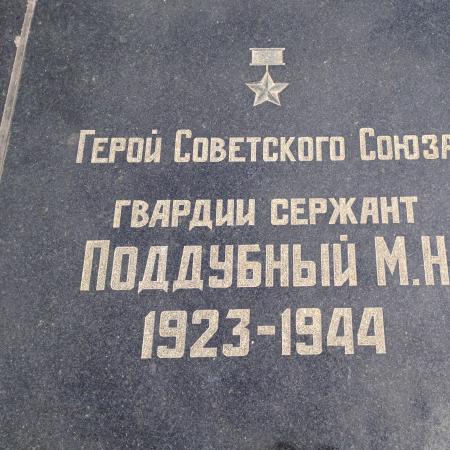 Герой Советского Союза
гвардии сержант
Поддубный М.Н
1923-1944